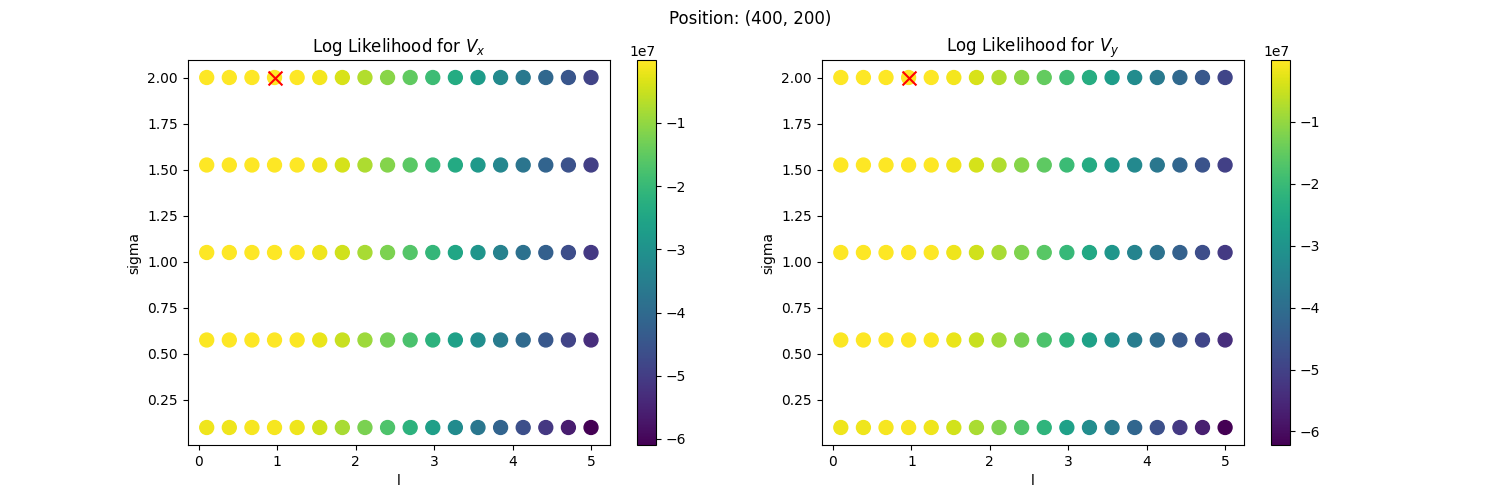 Position: (400, 200)
Log Likelihood for $V_x$
1e7
2.00
1.75
1.50
1.25
1.00
0.75
0.50
0.25
sigma
0 1 2 3 4 5
l
−1
−2
−3
−4
−5
−6
Log Likelihood for $V_y$
1e7
2.00
1.75
1.50
1.25
1.00
0.75
0.50
0.25
sigma
0 1 2 3 4 5
l
−1
−2
−3
−4
−5
−6